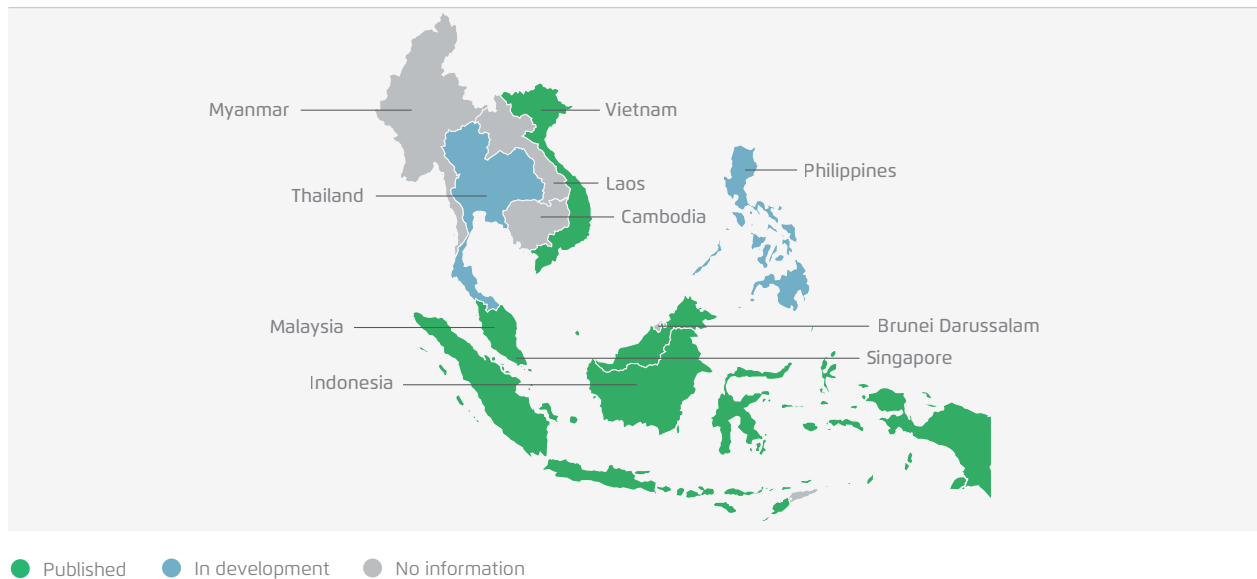 Myanmar
Vietnam
Philippines
Thailand
Laos
Cambodia
Malaysia
Brunei Darussalam
Singapore
Indonesia
Published
In development
No information